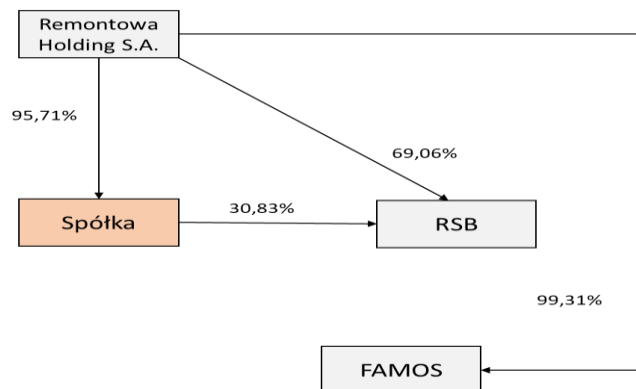 Remontowa
Holding S.A.
95,71%
69,06%
Spółka
30,83%
RSB
99,31%
FAMOS